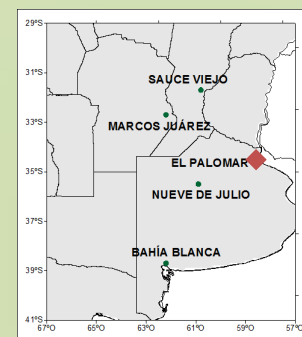 29°S
31°S
SAUCE VIEJO
33°S
MARCOS JUÁREZ
EL PALOMAR
35°S
NUEVE DE JULIO
37°S
BAHÍA BLANCA
39°S
41°S
67°O 65°O 63°O 61°O 59°O 57°O